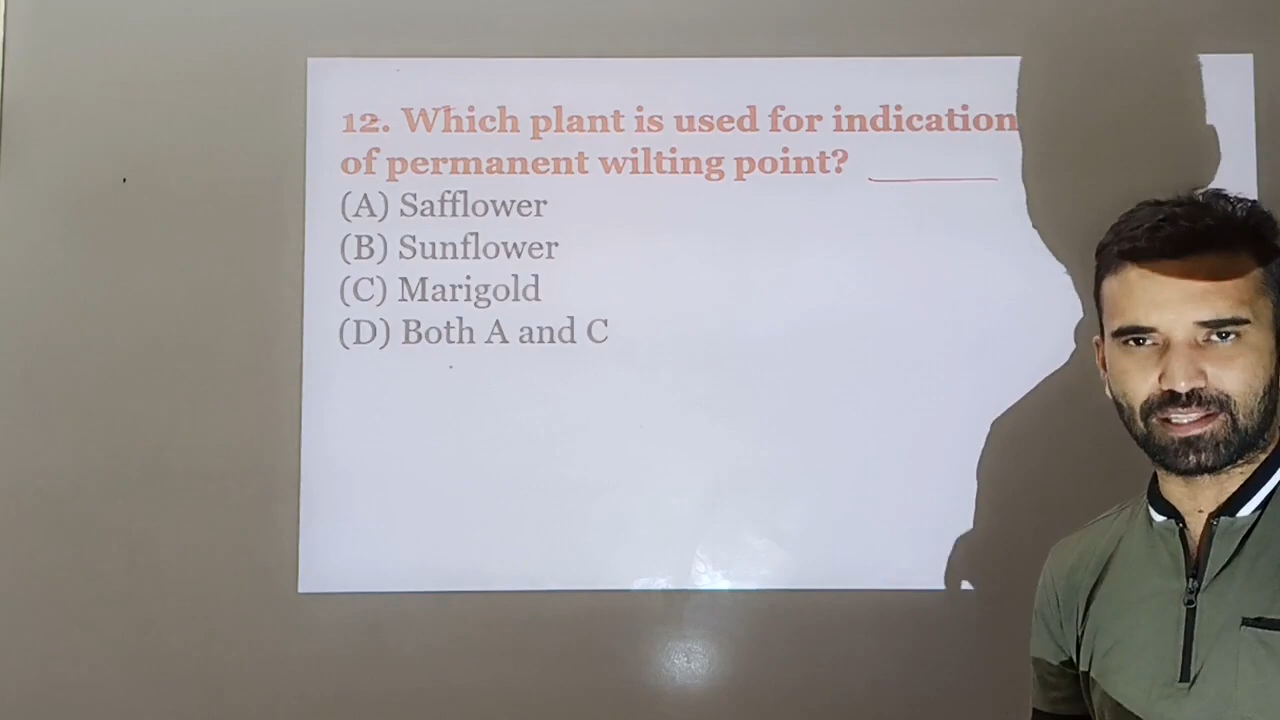 12. Which plant is used for indication
of permanent wilting point?
(A) Safflower
(B) Sunflower
(C) Marigold
(D) Both A and C